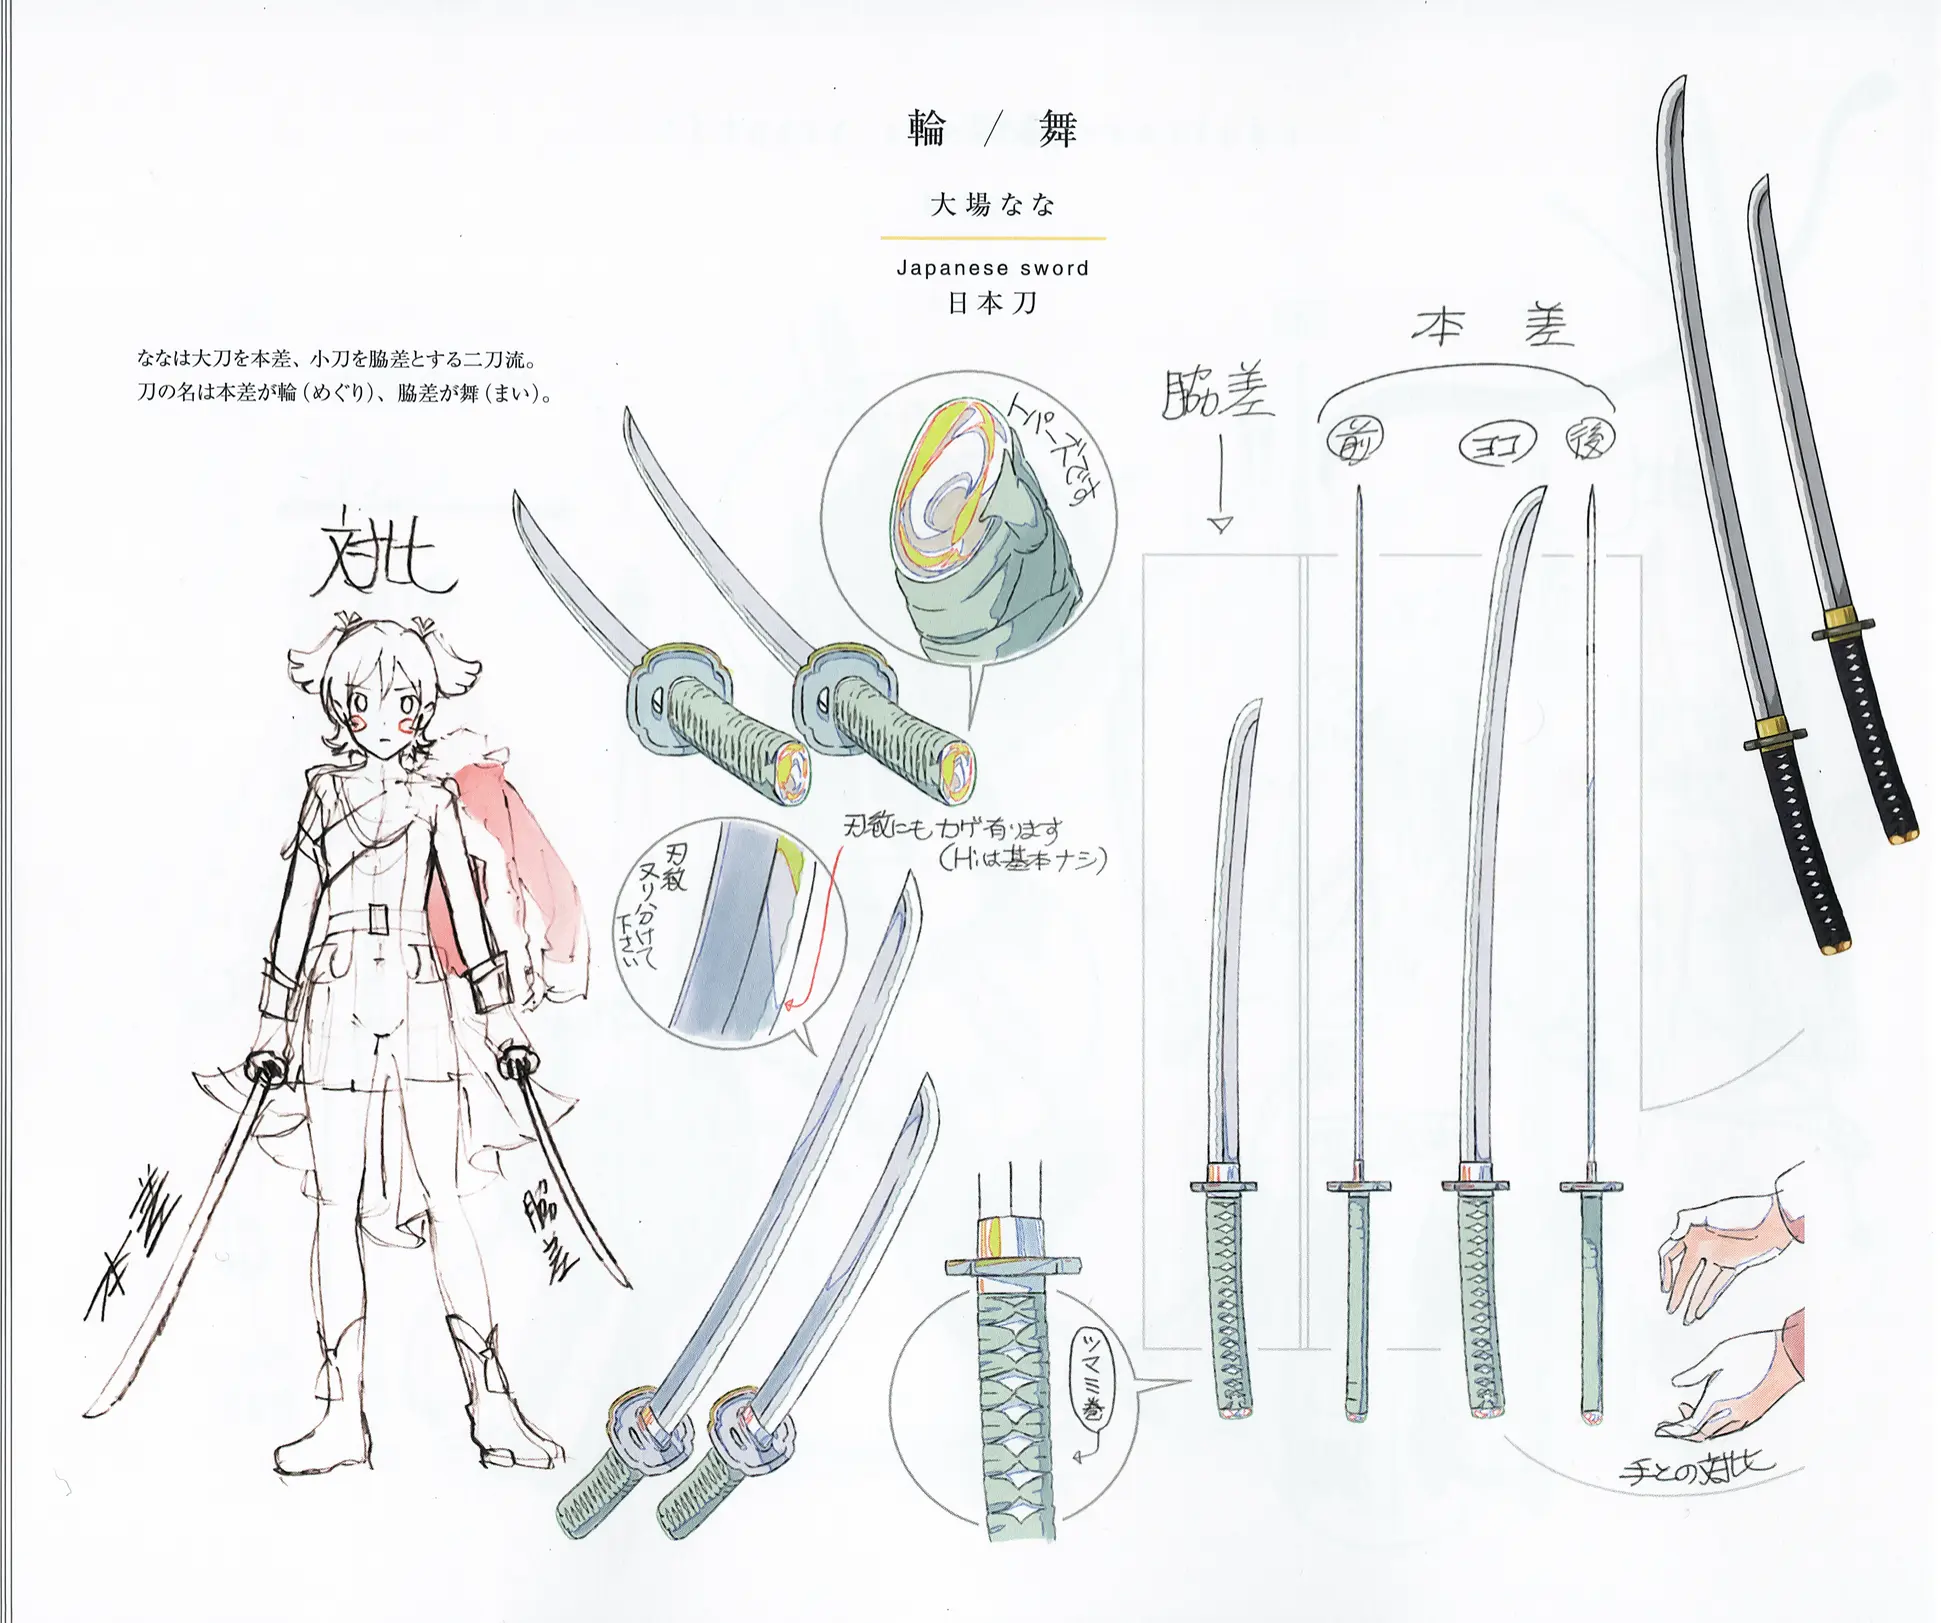 輪 / 舞
大場なな
Japanese sword
日本刀
ななは大刀を本差、小刀を脇差とする二刀流。
刀の名は本差が輪（めぐり）、脇差が舞（まい）。
対比
本差
脇差
トパーズです
刃紋にもカゲ有ります
（Hiは基本ナシ）
刃紋
ヌリ分けて
下さい
ツマミ巻
脇差
本差
前
ヨコ
後
手との対比